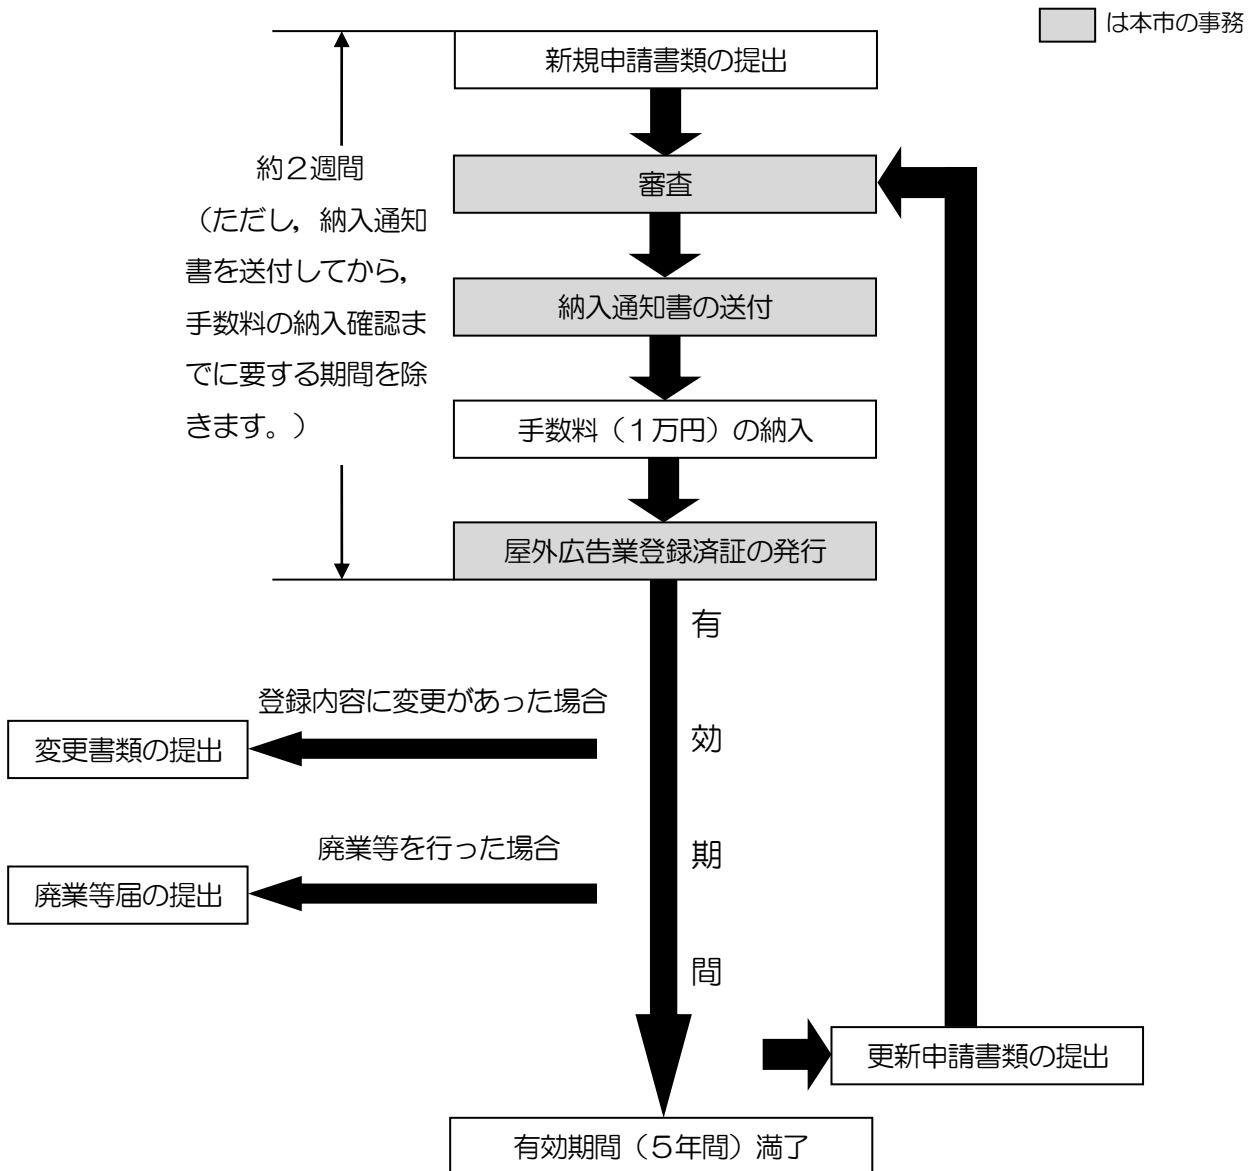 は本市の事務
新規申請書類の提出
約２週間
（ただし，納入通知
書を送付してから，
手数料の納入確認ま
でに要する期間を除
きます。）
審査
納入通知書の送付
手数料（１万円）の納入
屋外広告業登録済証の発行
有
効
期
間
登録内容に変更があった場合
変更書類の提出
廃業等を行った場合
廃業等届の提出
更新申請書類の提出
有効期間（５年間）満了